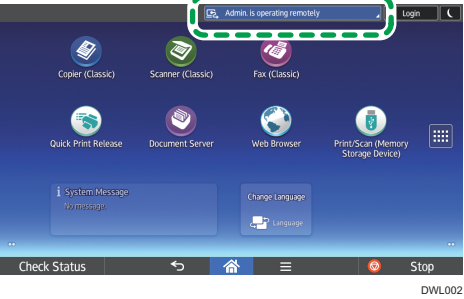 Admin. is operating remotely
Login
Copier (Classic)
Scanner (Classic)
Fax (Classic)
Quick Print Release
Document Server
Web Browser
Print/Scan (Memory
Storage Device)
System Message
No message.
Change Language
Language
Check Status
Stop
DWL002